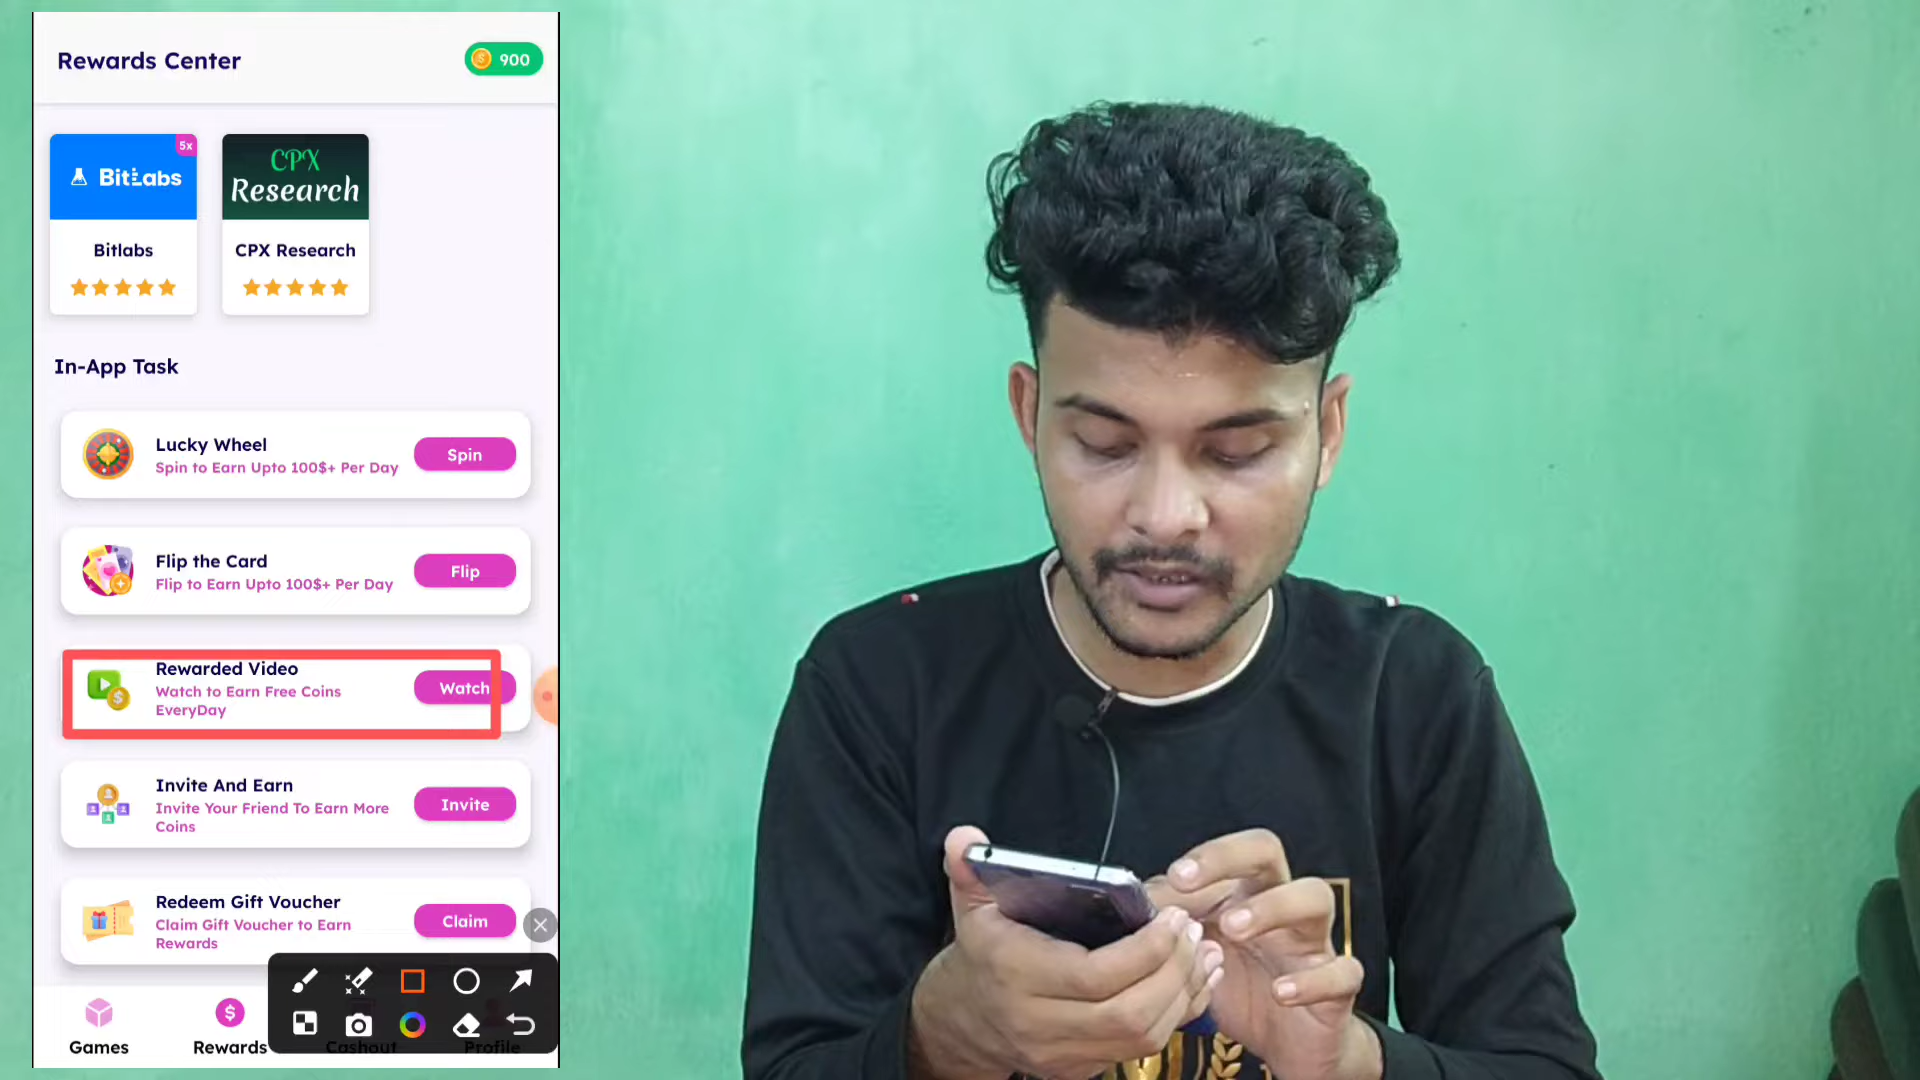 Rewards Center
900
5x
BitLabs
CPX
Research
Bitlabs
CPX Research
In-App Task
Lucky Wheel
Spin to Earn Upto 100$+ Per Day
Spin
Flip the Card
Flip to Earn Upto 100$+ Per Day
Flip
Rewarded Video
Watch to Earn Free Coins
EveryDay
Watch
Invite And Earn
Invite Your Friend To Earn More
Coins
Invite
Redeem Gift Voucher
Claim Gift Voucher to Earn
Rewards
Claim
Games
Rewards
Cashout
Profile